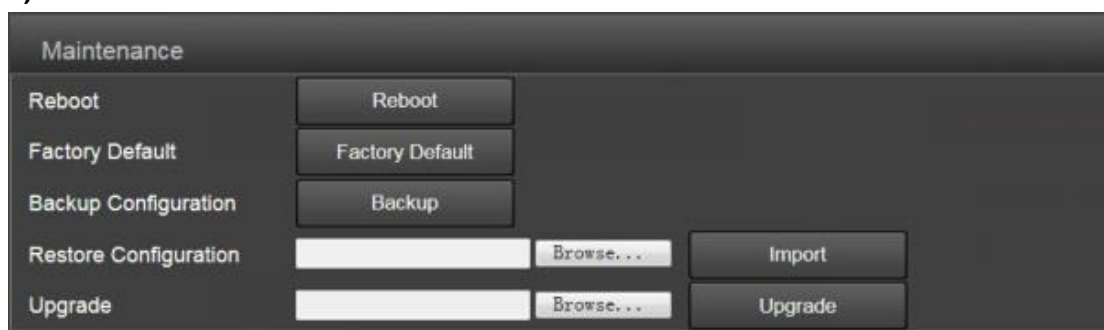 Maintenance
Reboot Reboot
Factory Default Factory Default
Backup Configuration Backup
Restore Configuration Browse... Import
Upgrade Browse... Upgrade